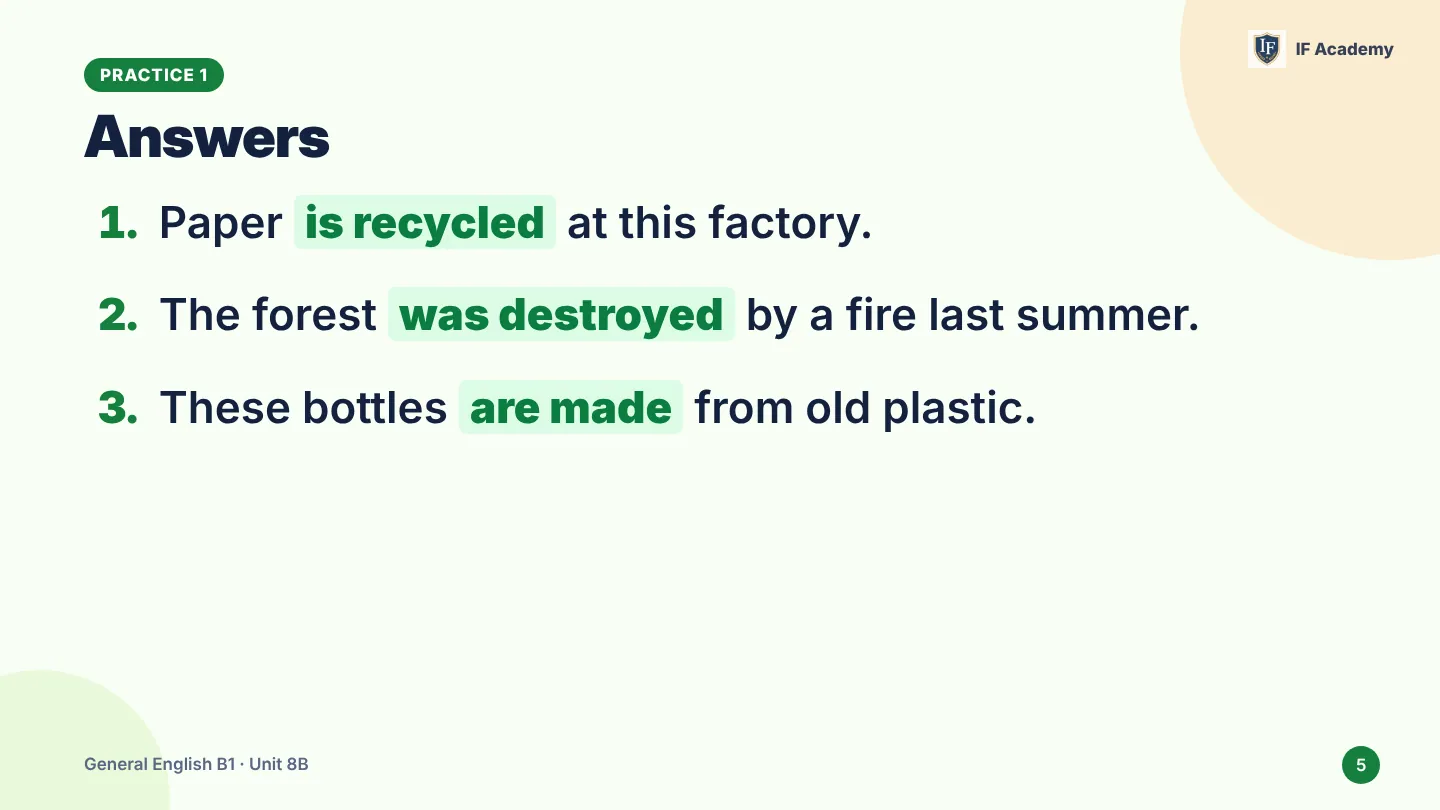 IF IF Academy
PRACTICE 1
Answers
1. Paper is recycled at this factory.
2. The forest was destroyed by a fire last summer.
3. These bottles are made from old plastic.
General English B1 · Unit 8B
5